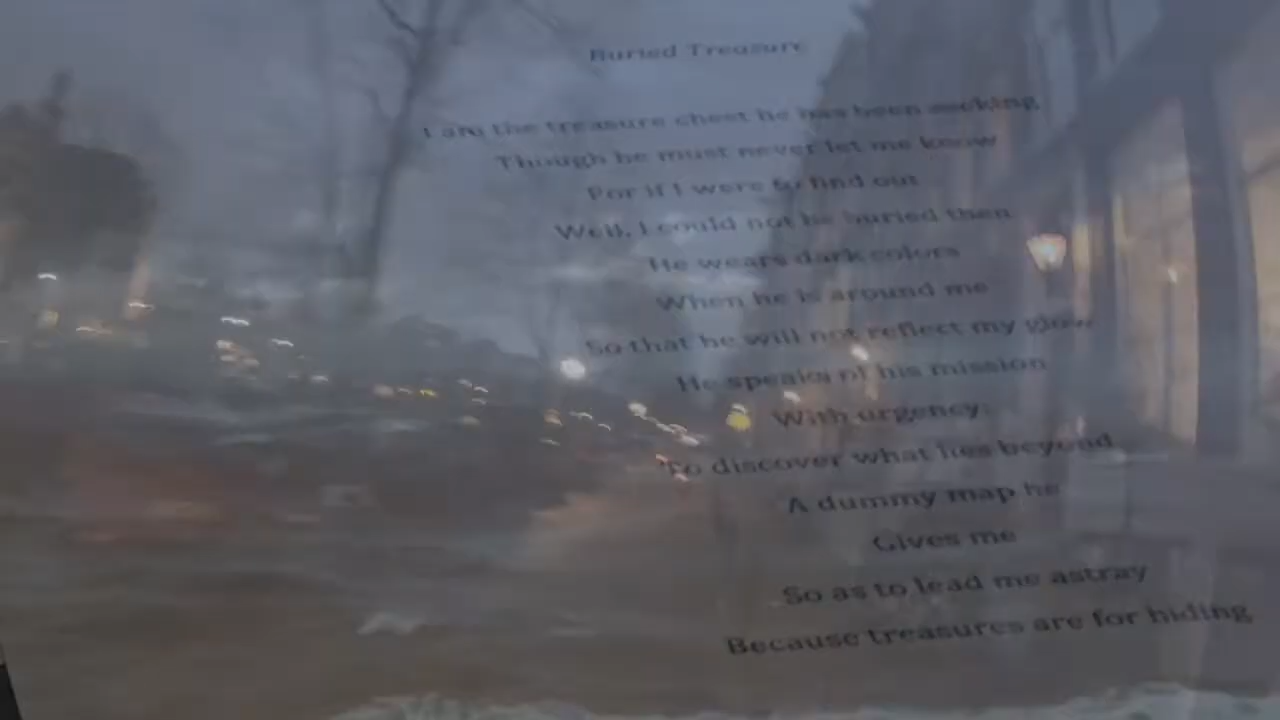 Buried Treasure
I am the treasure chest he has been seeking
Though he must never let me know
For if I were to find out
Well, I could not be buried then
He wears dark colors
When he is around me
So that he will not reflect my glow
He speaks of his mission
With urgency:
To discover what lies beyond
A dummy map he
Gives me
So as to lead me astray
Because treasures are for hiding